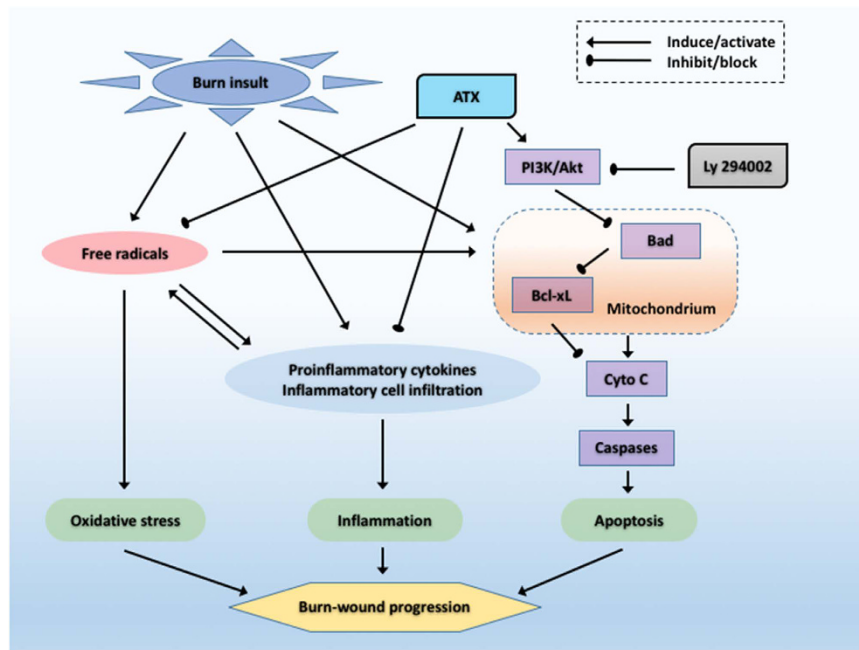 Induce/activate
Inhibit/block
Burn insult
ATX
PI3K/Akt
Ly 294002
Free radicals
Bad
Bcl-xL
Mitochondrium
Proinflammatory cytokines
Inflammatory cell infiltration
Cyto C
Caspases
Oxidative stress
Inflammation
Apoptosis
Burn-wound progression